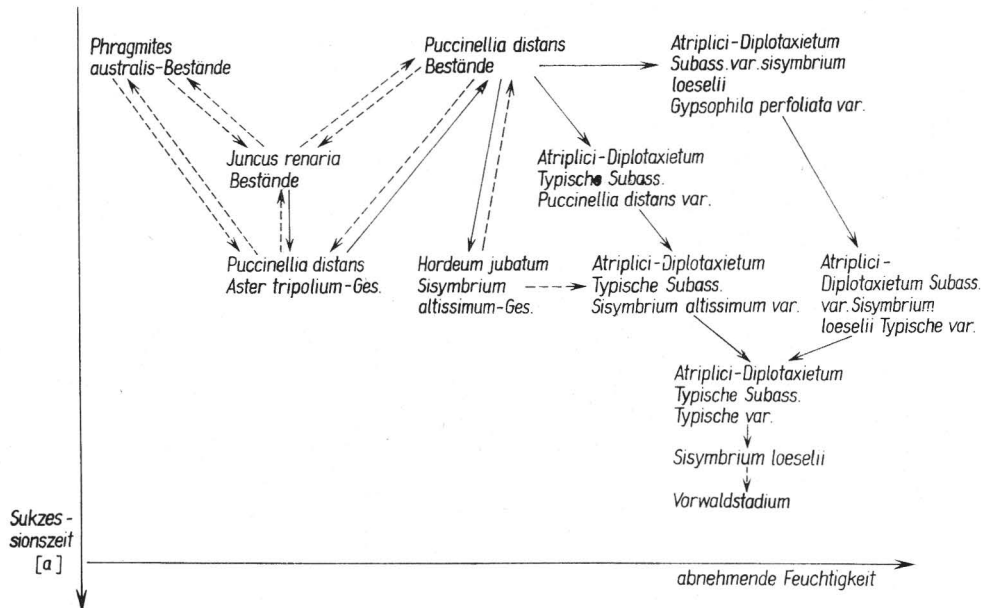 Phragmites
australis-Bestände
Puccinellia distans
Bestände
Atriplici-Diplotaxietum
Subass. var. sisymbrium
loeselii
Gypsophila perfoliata var.
Juncus renaria
Bestände
Atriplici-Diplotaxietum
Typische Subass.
Puccinellia distans var.
Puccinellia distans
Aster tripolium-Ges.
Hordeum jubatum
Sisymbrium
altissimum-Ges.
Atriplici-Diplotaxietum
Typische Subass.
Sisymbrium altissimum var.
Atriplici-
Diplotaxietum Subass.
var. Sisymbrium
loeselii Typische var.
Atriplici-Diplotaxietum
Typische Subass.
Typische var.
Sisymbrium loeselii
Vorwaldstadium
Sukzes-
sionszeit
[a]
abnehmende Feuchtigkeit